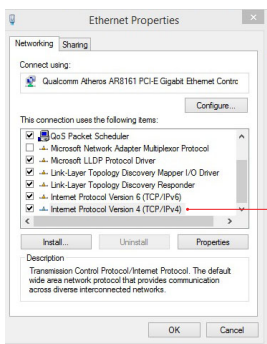 Ethernet Properties
Networking Sharing
Connect using:
Qualcomm Atheros AR8161 PCI-E Gigabit Ethernet Contrc
Configure...
This connection uses the following items:
QoS Packet Scheduler
Microsoft Network Adapter Multiplexor Protocol
Microsoft LLDP Protocol Driver
Link-Layer Topology Discovery Mapper I/O Driver
Link-Layer Topology Discovery Responder
Internet Protocol Version 6 (TCP/IPv6)
Internet Protocol Version 4 (TCP/IPv4)
Install... Uninstall Properties
Description
Transmission Control Protocol/Internet Protocol. The default
wide area network protocol that provides communication
across diverse interconnected networks.
OK Cancel